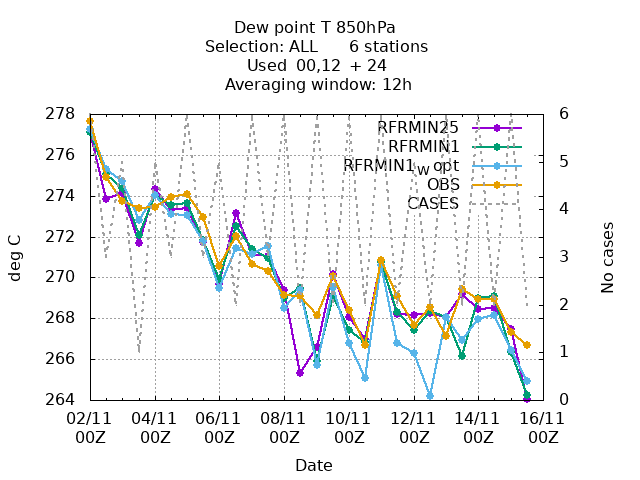 Dew point T 850hPa
Selection: ALL 6 stations
Used 00,12 + 24
Averaging window: 12h
278
276
274
272
270
268
266
264
deg C
6
5
4
3
2
1
0
No cases
RFRMIN25
RFRMIN1
RFRMIN1wopt
OBS
CASES
02/11 04/11 06/11 08/11 10/11 12/11 14/11 16/11
00Z 00Z 00Z 00Z 00Z 00Z 00Z 00Z
Date